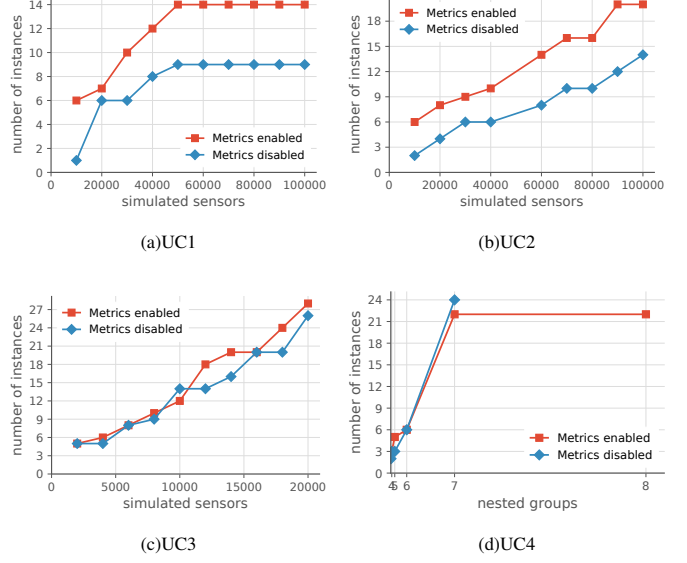 14
12
10
8
6
4
2
0
number of instances
Metrics enabled
Metrics disabled
0 20000 40000 60000 80000 100000
simulated sensors
(a)UC1
18
15
12
9
6
3
0
number of instances
Metrics enabled
Metrics disabled
0 20000 40000 60000 80000 100000
simulated sensors
(b)UC2
27
24
21
18
15
12
9
6
3
0
number of instances
Metrics enabled
Metrics disabled
0 5000 10000 15000 20000
simulated sensors
(c)UC3
24
21
18
15
12
9
6
3
0
number of instances
Metrics enabled
Metrics disabled
4 5 6 7 8
nested groups
(d)UC4